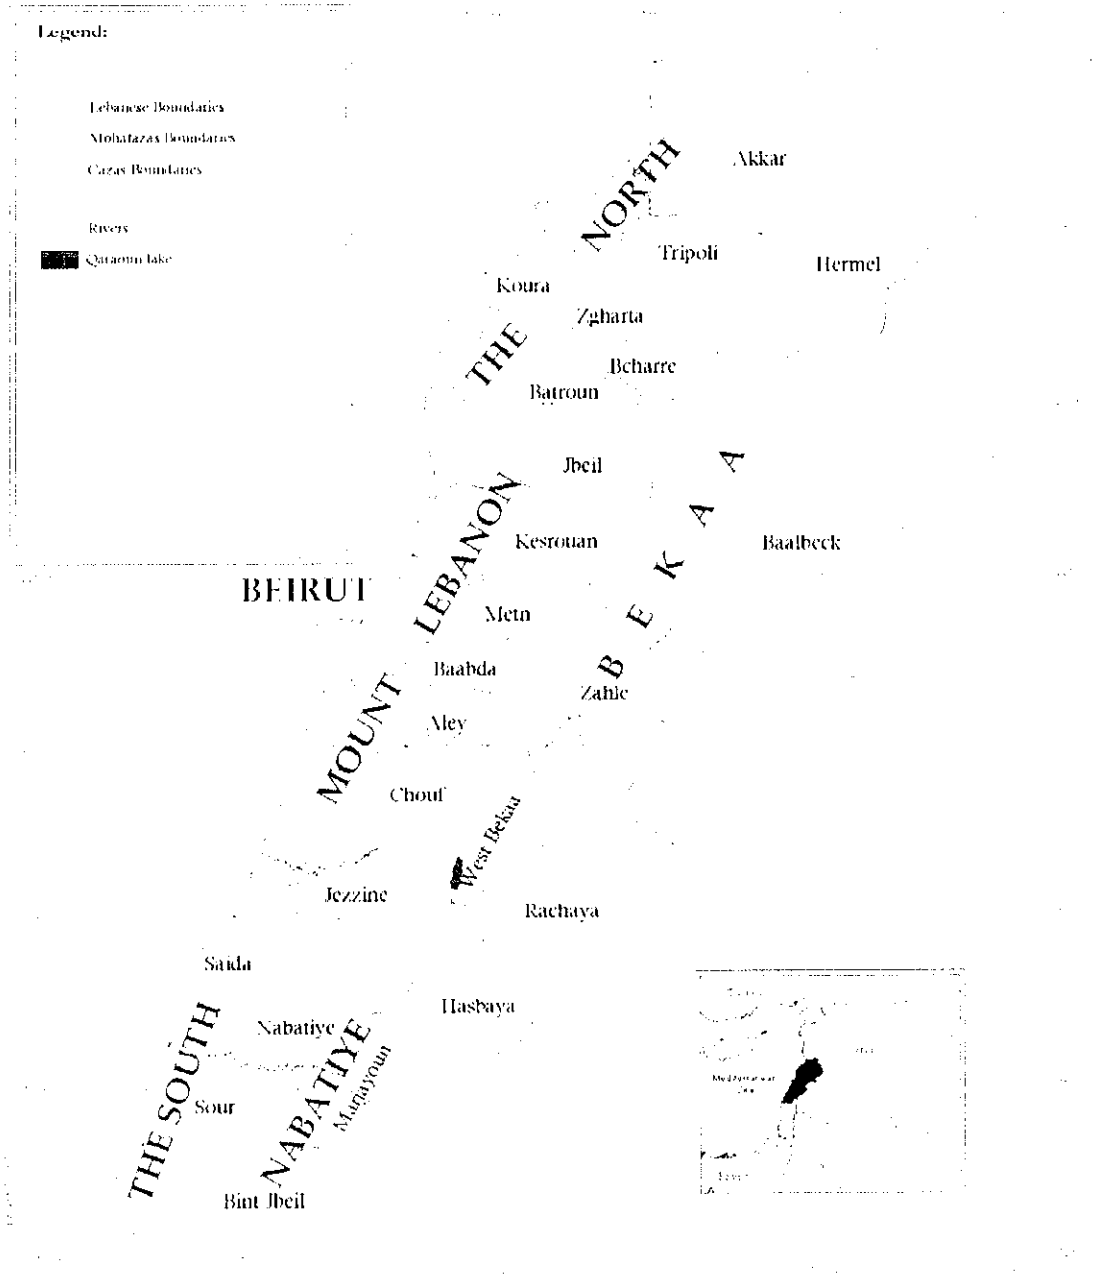 Legend:
Lebanese Boundaries
Mohafazas Boundaries
Cazas Boundaries
Rivers
Qaraoun lake
Akkar
THE NORTH
Tripoli
Hermel
Koura
Zgharta
Bcharre
Batroun
Jbeil
BEKAA
Kesrouan
Baalbeck
BEIRUT
MOUNT LEBANON
Metn
Baabda
Zahle
Aley
Chouf
West Bekaa
Jezzine
Rachaya
Saida
Hasbaya
Nabatiye
THE SOUTH
NABATIYE
Marjayoun
Sour
Bint Jbeil
Mediterranean
Sea